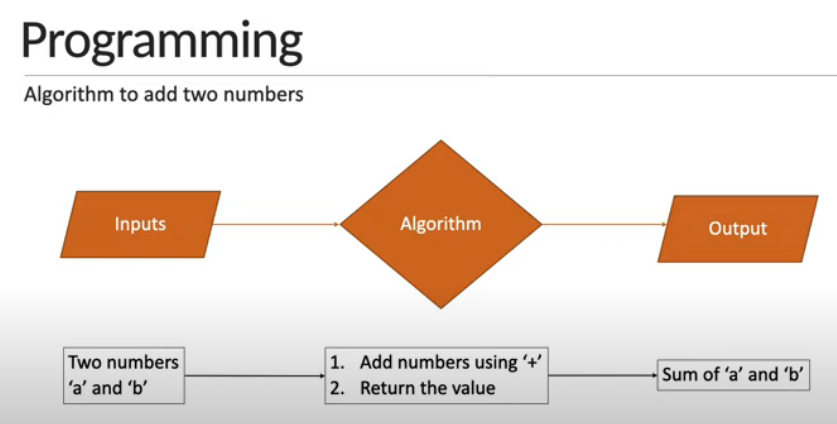 Programming
Algorithm to add two numbers
Inputs
Algorithm
Output
Two numbers
‘a’ and ‘b’
1. Add numbers using ‘+’
2. Return the value
Sum of ‘a’ and ‘b’